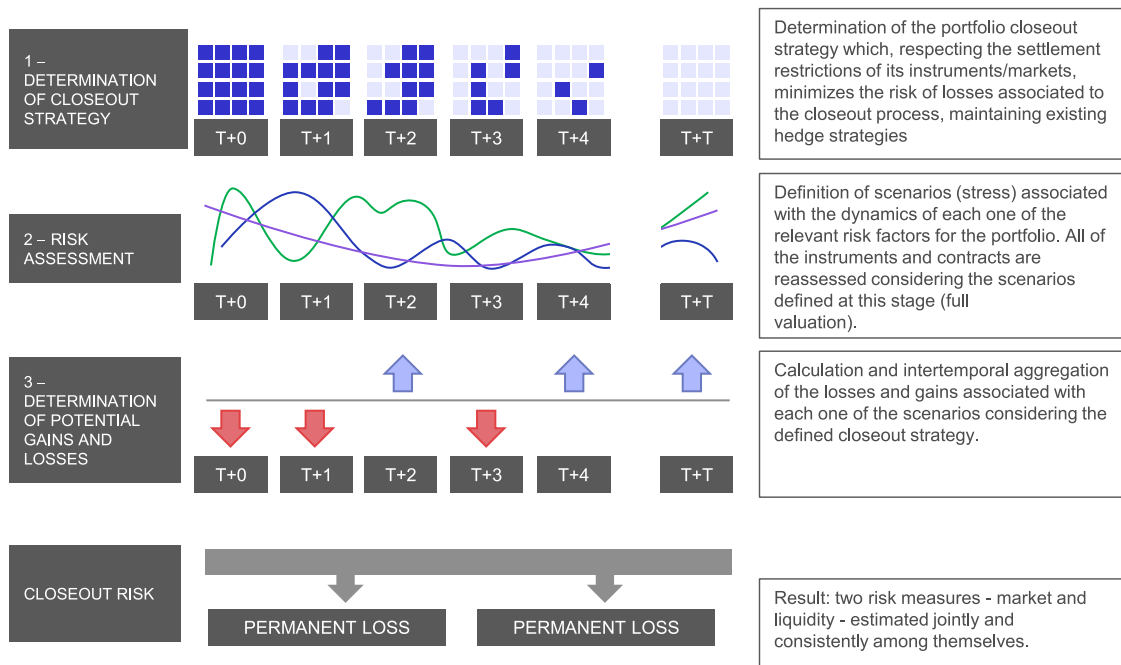 1 –
DETERMINATION
OF CLOSEOUT
STRATEGY
T+0
T+1
T+2
T+3
T+4
T+T
Determination of the portfolio closeout
strategy which, respecting the settlement
restrictions of its instruments/markets,
minimizes the risk of losses associated to
the closeout process, maintaining existing
hedge strategies
2 – RISK
ASSESSMENT
T+0
T+1
T+2
T+3
T+4
T+T
Definition of scenarios (stress) associated
with the dynamics of each one of the
relevant risk factors for the portfolio. All of
the instruments and contracts are
reassessed considering the scenarios
defined at this stage (full
valuation).
3 –
DETERMINATION
OF POTENTIAL
GAINS AND
LOSSES
T+0
T+1
T+2
T+3
T+4
T+T
Calculation and intertemporal aggregation
of the losses and gains associated with
each one of the scenarios considering the
defined closeout strategy.
CLOSEOUT RISK
PERMANENT LOSS
PERMANENT LOSS
Result: two risk measures - market and
liquidity - estimated jointly and
consistently among themselves.